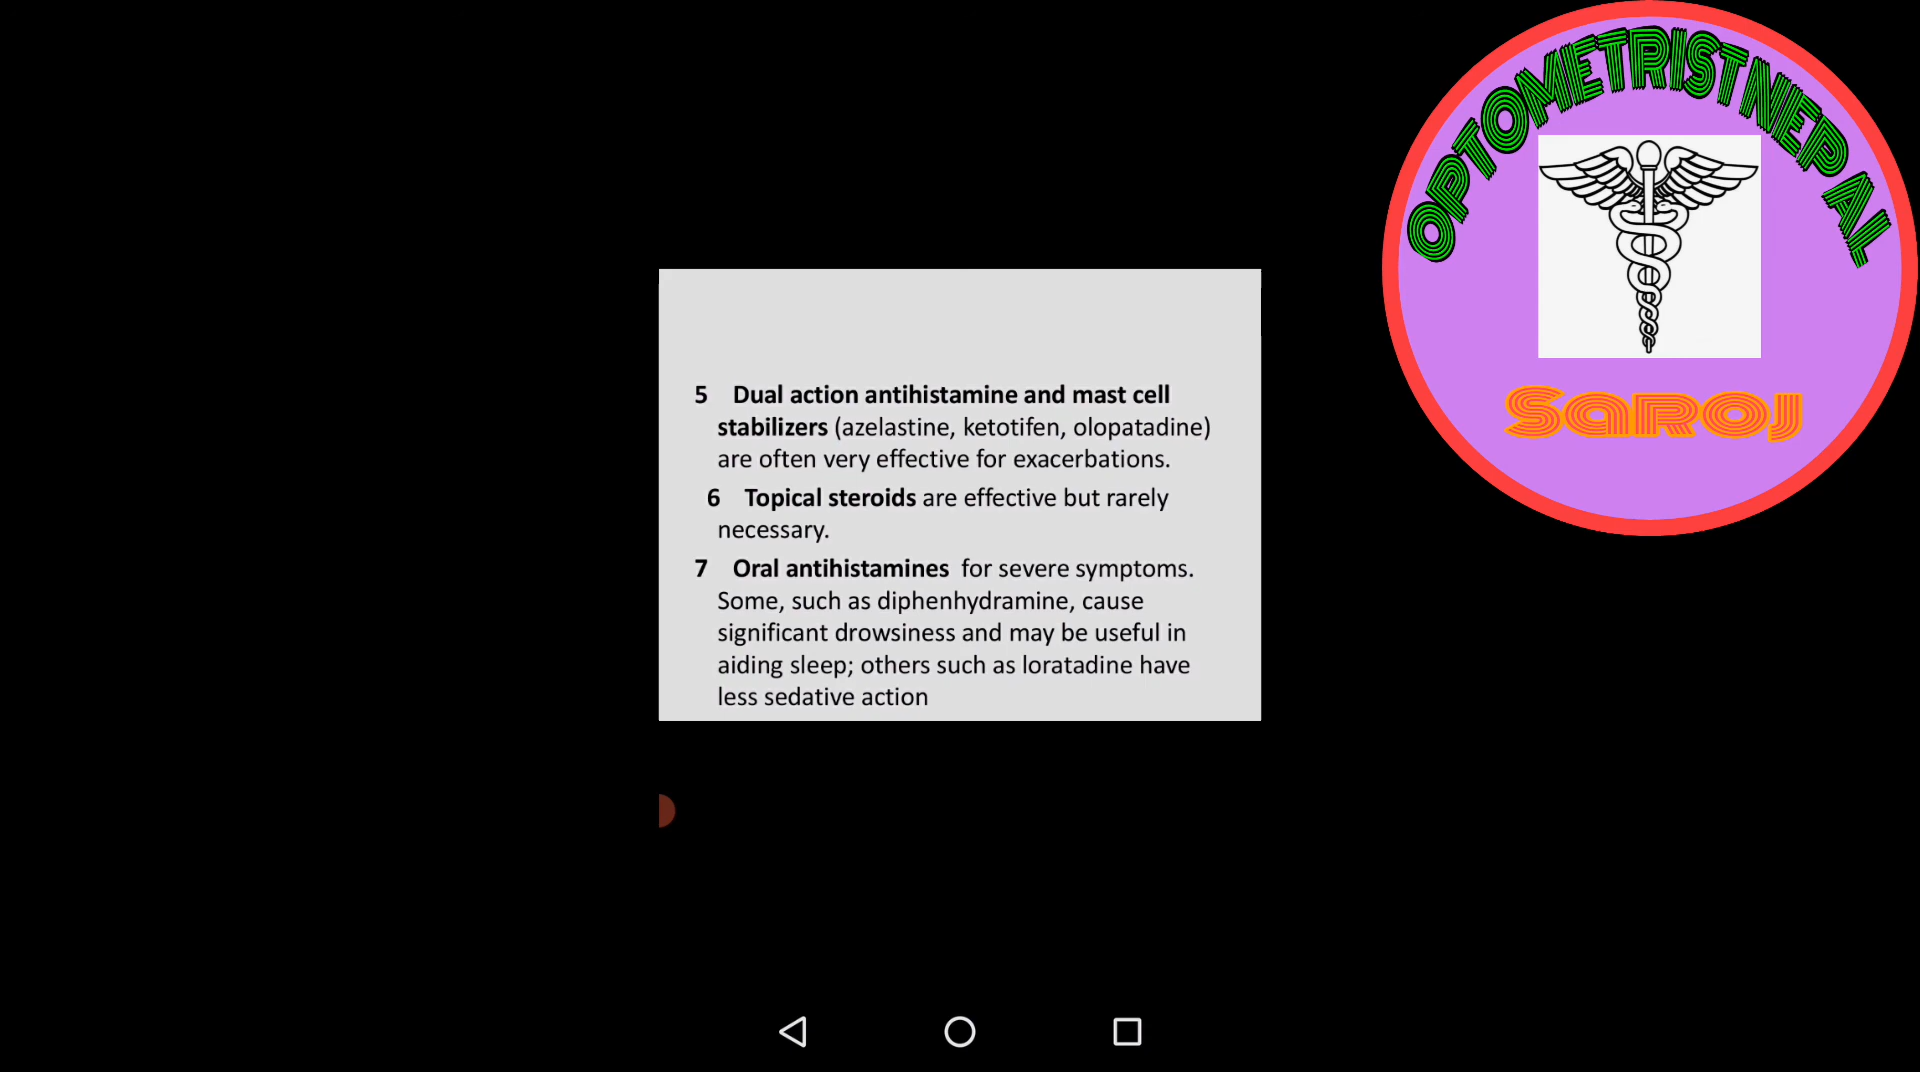 OPTOMETRISTNEPAL
Saroj
5 Dual action antihistamine and mast cell
stabilizers (azelastine, ketotifen, olopatadine)
are often very effective for exacerbations.
6 Topical steroids are effective but rarely
necessary.
7 Oral antihistamines for severe symptoms.
Some, such as diphenhydramine, cause
significant drowsiness and may be useful in
aiding sleep; others such as loratadine have
less sedative action